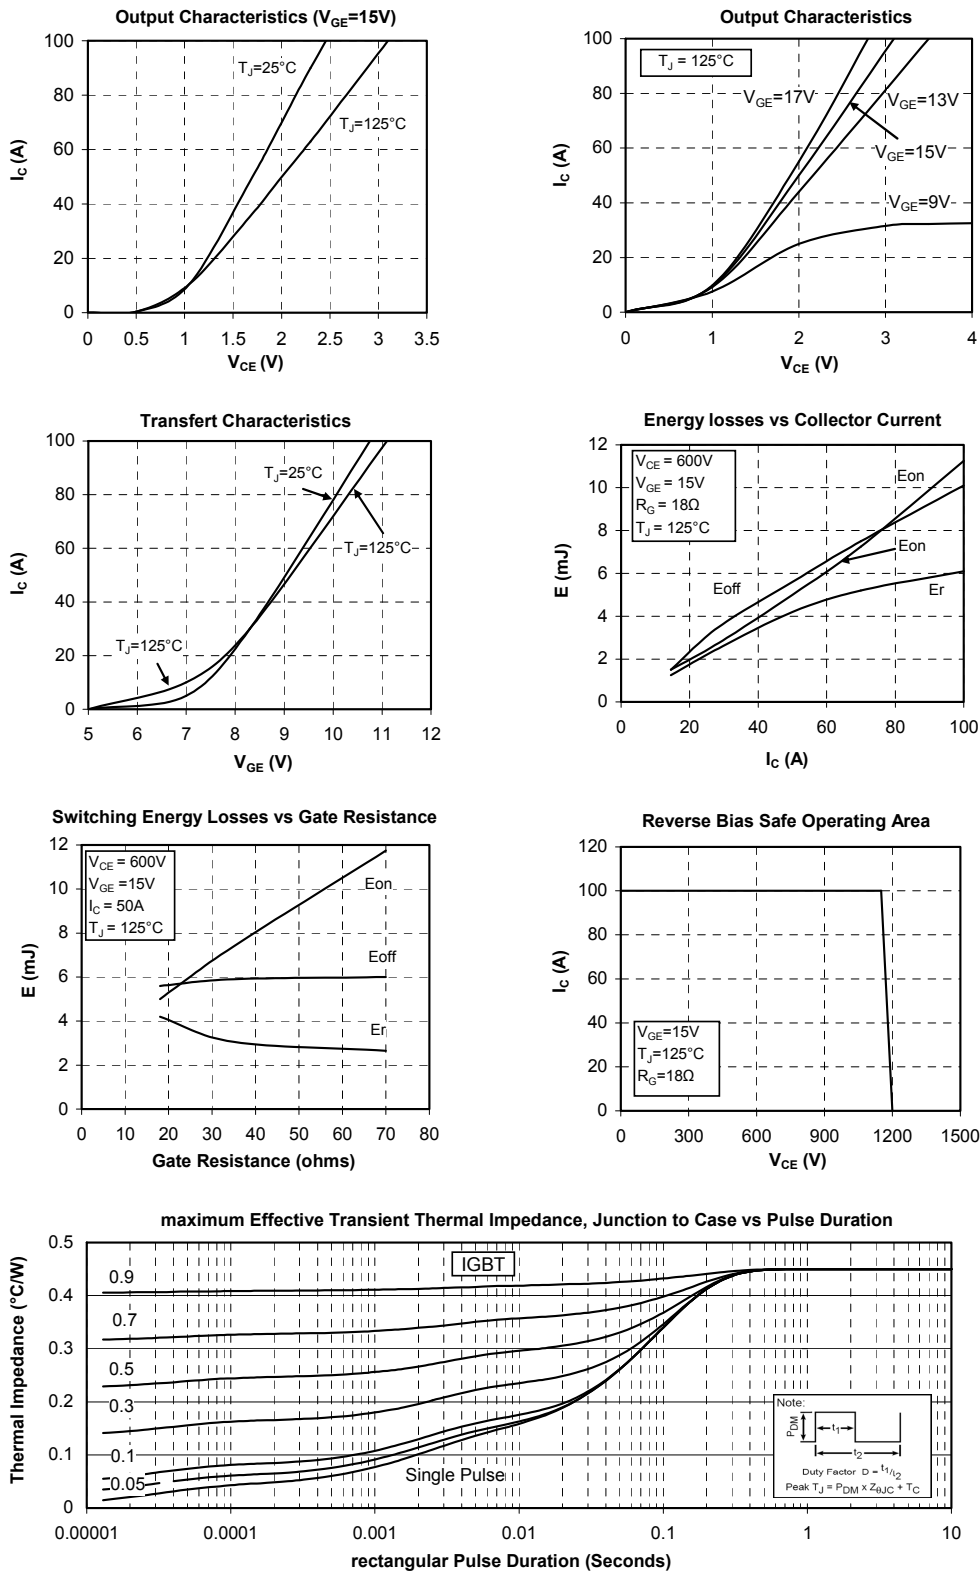 Output Characteristics (VGE=15V)
100
80
60
40
20
0
IC (A)
TJ=25°C
TJ=125°C
0 0.5 1 1.5 2 2.5 3 3.5
VCE (V)
Output Characteristics
100
80
60
40
20
0
IC (A)
TJ = 125°C
VGE=17V
VGE=13V
VGE=15V
VGE=9V
0 1 2 3 4
VCE (V)
Transfert Characteristics
100
80
60
40
20
0
IC (A)
TJ=25°C
TJ=125°C
TJ=125°C
5 6 7 8 9 10 11 12
VGE (V)
Energy losses vs Collector Current
12
10
8
6
4
2
0
E (mJ)
VCE = 600V
VGE = 15V
RG = 18Ω
TJ = 125°C
Eon
Eon
Eoff
Er
0 20 40 60 80 100
IC (A)
Switching Energy Losses vs Gate Resistance
12
10
8
6
4
2
0
E (mJ)
VCE = 600V
VGE =15V
IC = 50A
TJ = 125°C
Eon
Eoff
Er
0 10 20 30 40 50 60 70 80
Gate Resistance (ohms)
Reverse Bias Safe Operating Area
120
100
80
60
40
20
0
IC (A)
VGE=15V
TJ=125°C
RG=18Ω
0 300 600 900 1200 1500
VCE (V)
maximum Effective Transient Thermal Impedance, Junction to Case vs Pulse Duration
0.5
0.4
0.3
0.2
0.1
0
Thermal Impedance (°C/W)
IGBT
0.9
0.7
0.5
0.3
0.1
0.05
Single Pulse
Note:
PDM
t1
t2
Duty Factor D = t1/t2
Peak TJ = PDM x ZθJC + TC
0.00001 0.0001 0.001 0.01 0.1 1 10
rectangular Pulse Duration (Seconds)